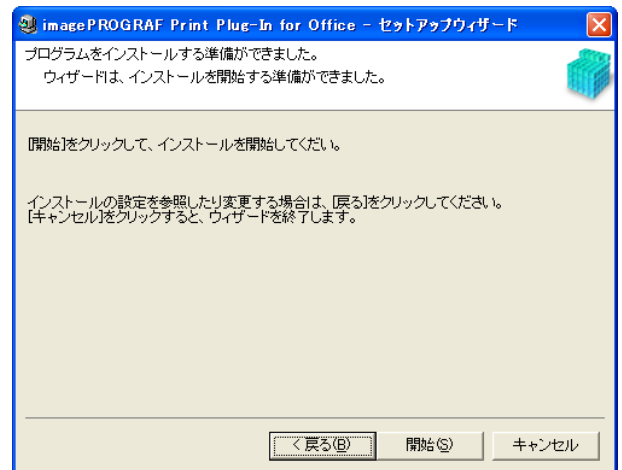 imagePROGRAF Print Plug-In for Office - セットアップウィザード
プログラムをインストールする準備ができました。
ウィザードは、インストールを開始する準備ができました。
[開始]をクリックして、インストールを開始してくだい。
インストールの設定を参照したり変更する場合は、[戻る]をクリックしてください。
[キャンセル]をクリックすると、ウィザードを終了します。
< 戻る(B)
開始(S)
キャンセル